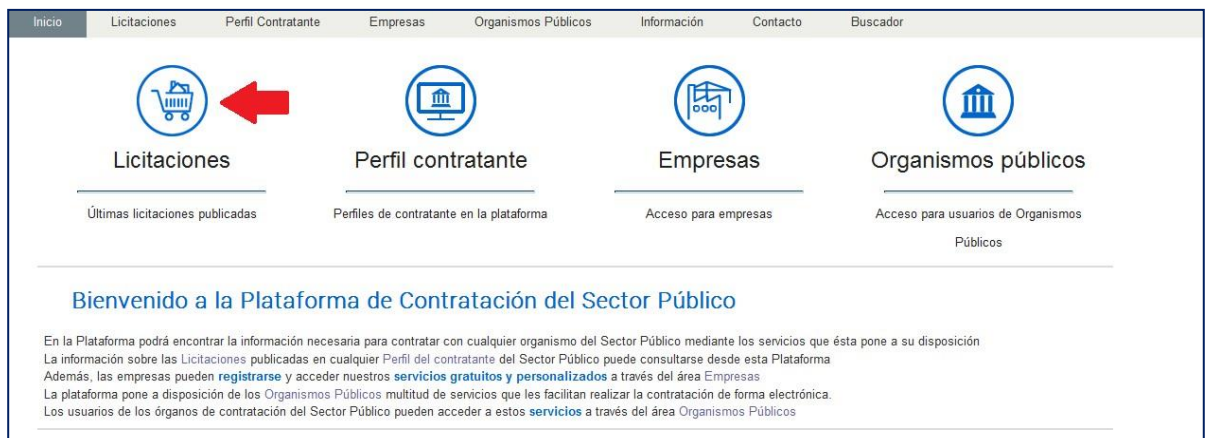 Inicio Licitaciones Perfil Contratante Empresas Organismos Públicos Información Contacto Buscador
Licitaciones Perfil contratante Empresas Organismos públicos
Últimas licitaciones publicadas Perfiles de contratante en la plataforma Acceso para empresas Acceso para usuarios de Organismos
Públicos
Bienvenido a la Plataforma de Contratación del Sector Público
En la Plataforma podrá encontrar la información necesaria para contratar con cualquier organismo del Sector Público mediante los servicios que ésta pone a su disposición
La información sobre las Licitaciones publicadas en cualquier Perfil del contratante del Sector Público puede consultarse desde esta Plataforma
Además, las empresas pueden registrarse y acceder nuestros servicios gratuitos y personalizados a través del área Empresas
La plataforma pone a disposición de los Organismos Públicos multitud de servicios que les facilitan realizar la contratación de forma electrónica.
Los usuarios de los órganos de contratación del Sector Público pueden acceder a estos servicios a través del área Organismos Públicos